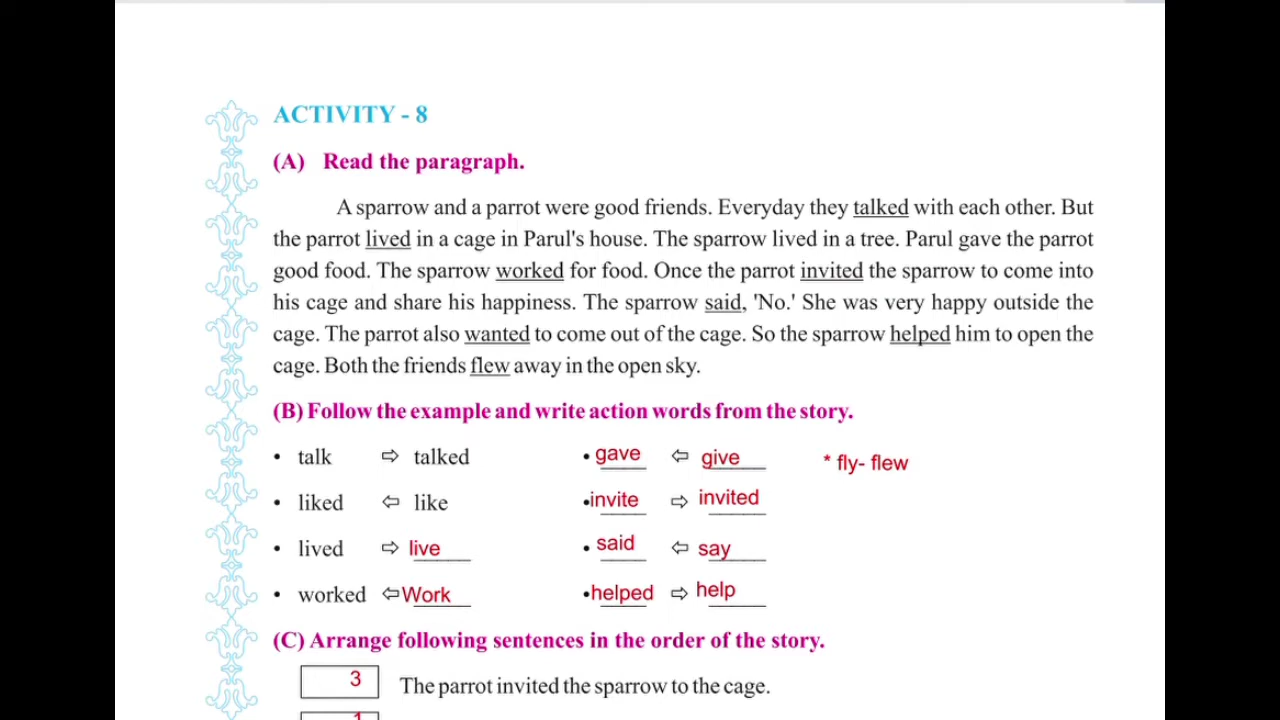 ACTIVITY - 8
(A) Read the paragraph.
A sparrow and a parrot were good friends. Everyday they talked with each other. But
the parrot lived in a cage in Parul's house. The sparrow lived in a tree. Parul gave the parrot
good food. The sparrow worked for food. Once the parrot invited the sparrow to come into
his cage and share his happiness. The sparrow said, 'No.' She was very happy outside the
cage. The parrot also wanted to come out of the cage. So the sparrow helped him to open the
cage. Both the friends flew away in the open sky.
(B) Follow the example and write action words from the story.
• talk ⇨ talked • gave ⇦ give * fly- flew
• liked ⇦ like •invite ⇨ invited
• lived ⇨ live • said ⇦ say
• worked ⇦ Work •helped ⇨ help
(C) Arrange following sentences in the order of the story.
3 The parrot invited the sparrow to the cage.
1